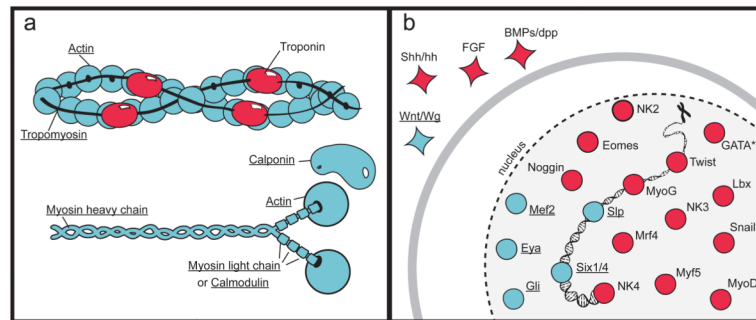 a
Actin
Troponin
Tropomyosin
Calponin
Actin
Myosin heavy chain
Myosin light chain
or Calmodulin
b
BMPs/dpp
FGF
Shh/hh
Wnt/Wg
nucleus
NK2
GATA*
Eomes
Twist
Noggin
MyoG
Lbx
Mef2
Slp
NK3
Snail
Mrf4
Eya
Six1/4
Gli
NK4
Myf5
MyoD